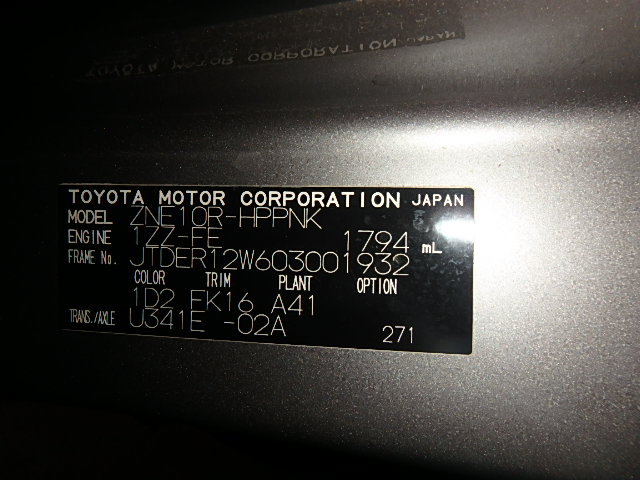 TOYOTA MOTOR CORPORATION JAPAN
MODEL ZNE10R-HPPNK
ENGINE 1ZZ-FE 1794 mL
FRAME No. JTDER12W603001932
COLOR TRIM PLANT OPTION
1D2 FK16 A41
TRANS./AXLE U341E -02A
271